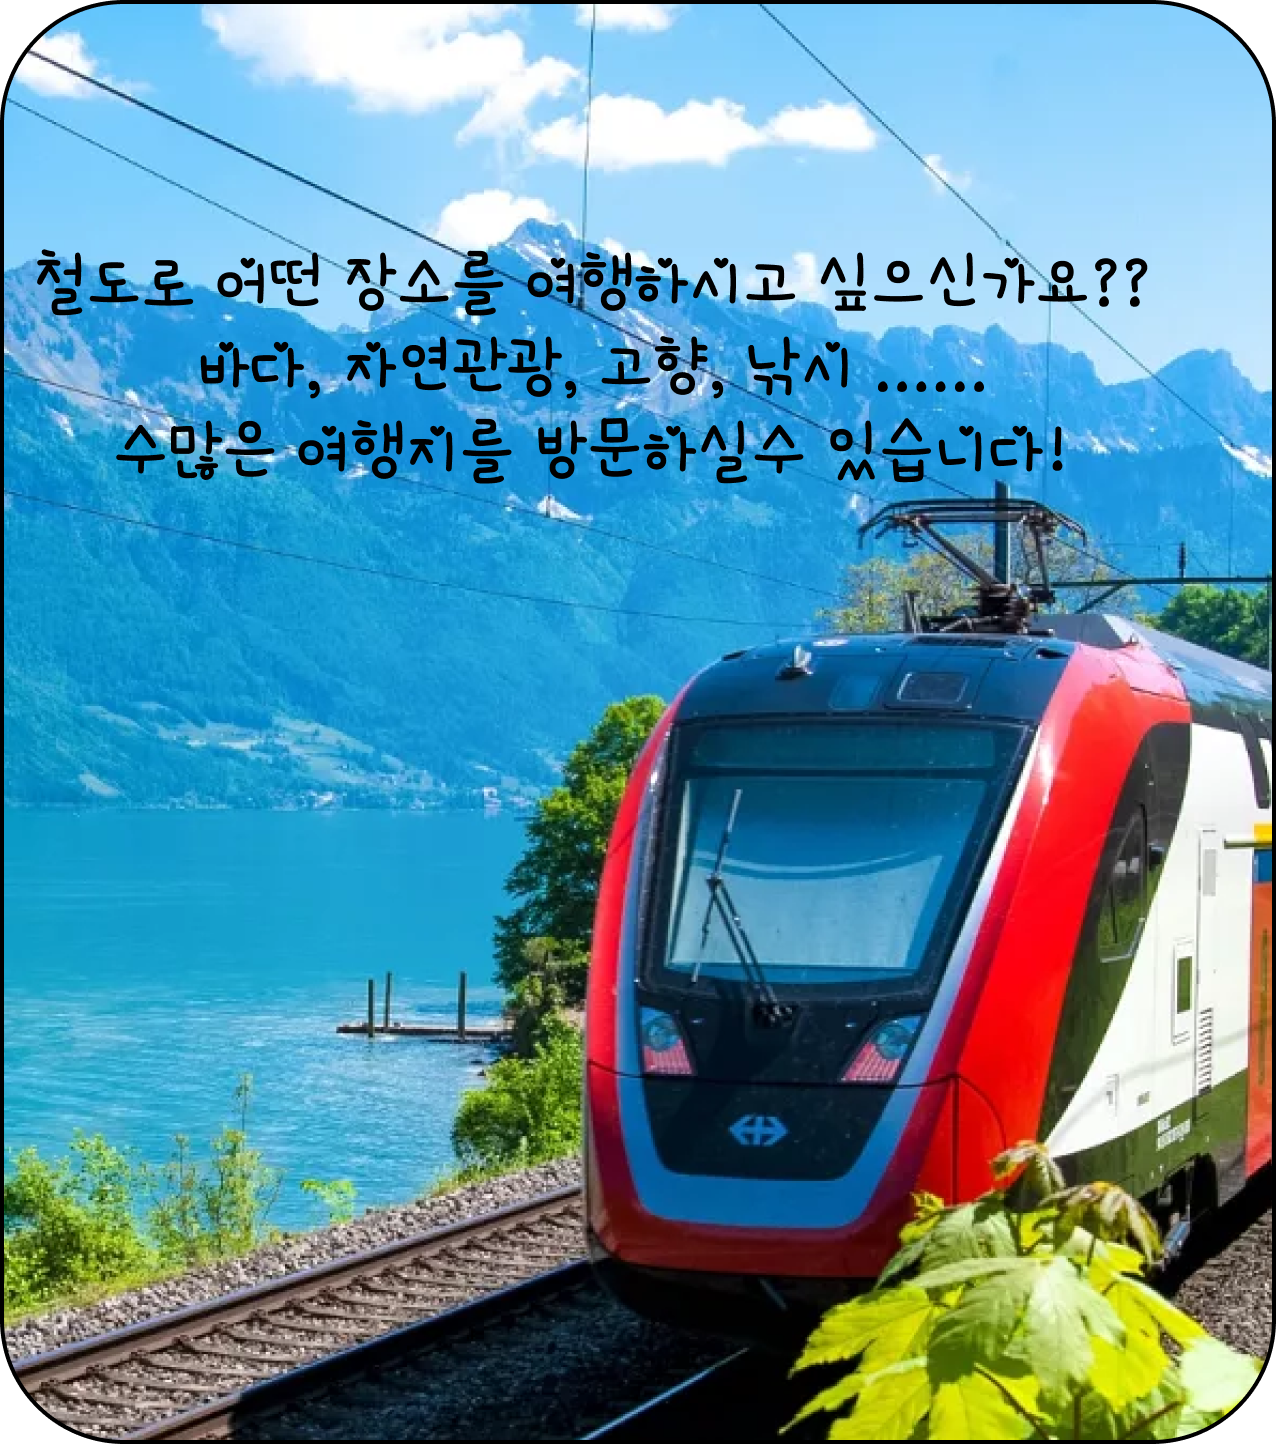 철도로 어떤 장소를 여행하시고 싶으신가요??
바다, 자연관광, 고향, 낚시 ......
수많은 여행지를 방문하실수 있습니다!